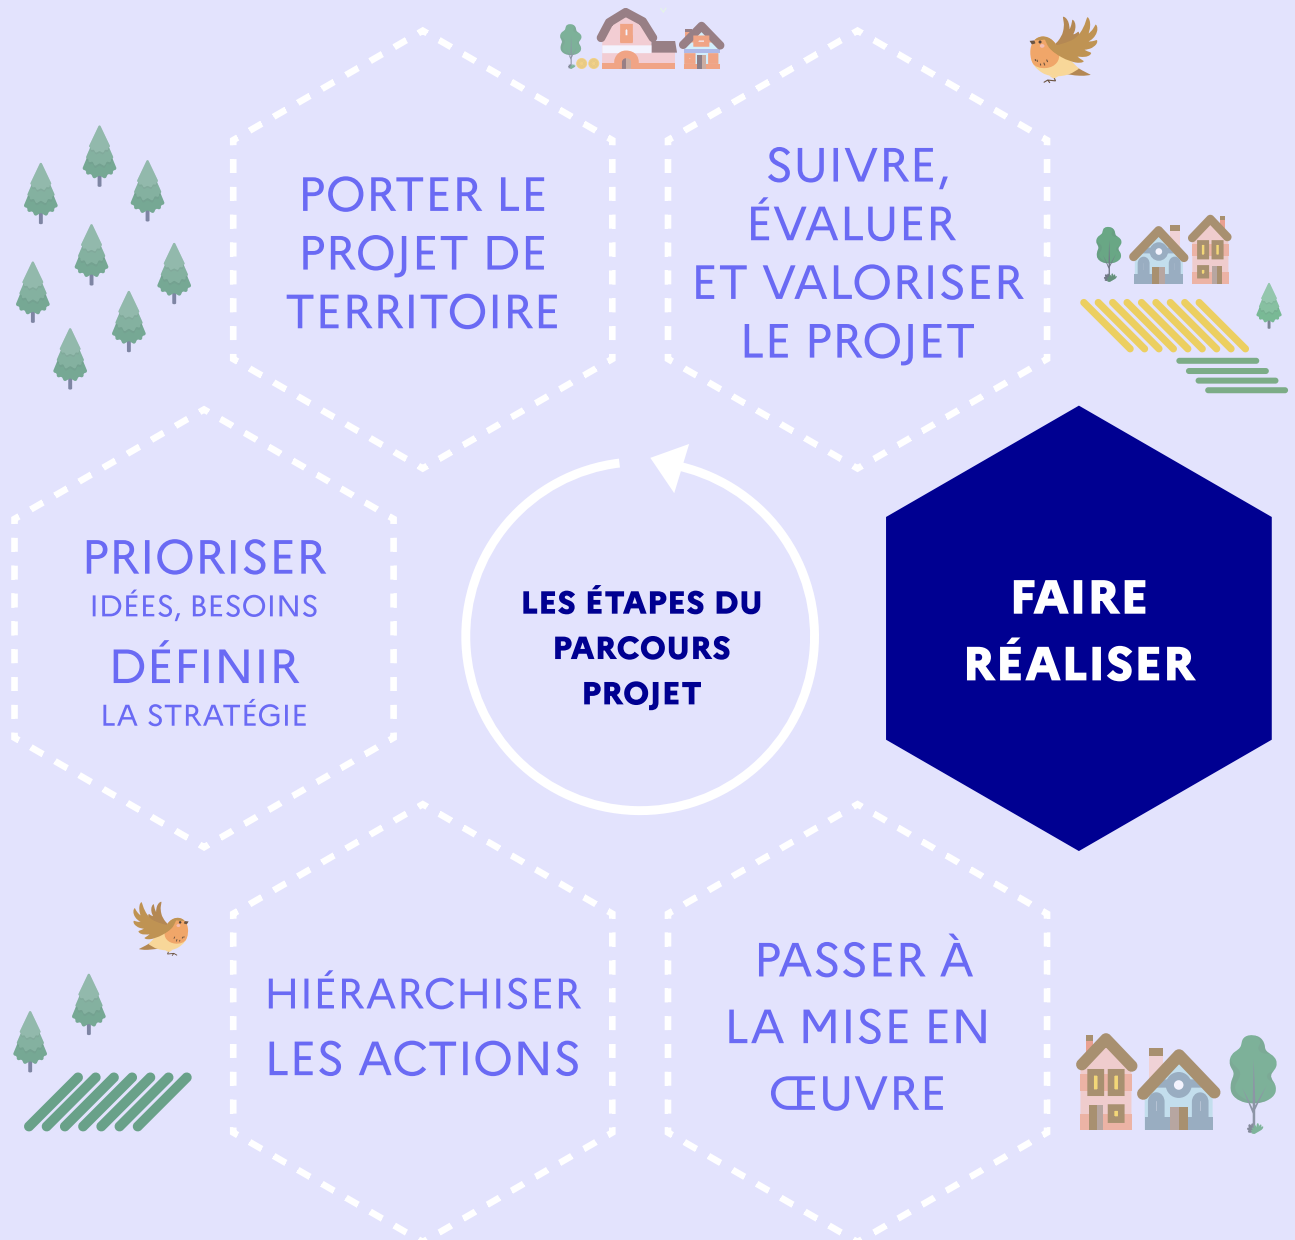 PORTER LE
PROJET DE
TERRITOIRE
SUIVRE,
ÉVALUER
ET VALORISER
LE PROJET
PRIORISER
IDÉES, BESOINS
DÉFINIR
LA STRATÉGIE
LES ÉTAPES DU
PARCOURS
PROJET
FAIRE
RÉALISER
HIÉRARCHISER
LES ACTIONS
PASSER À
LA MISE EN
ŒUVRE